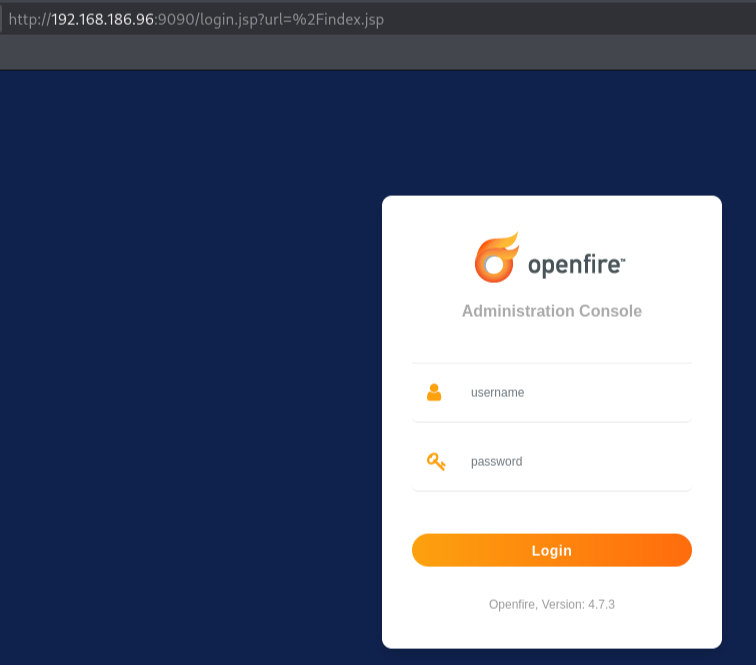 http://192.168.186.96:9090/login.jsp?url=%2Findex.jsp
openfire™
Administration Console
username
password
Login
Openfire, Version: 4.7.3